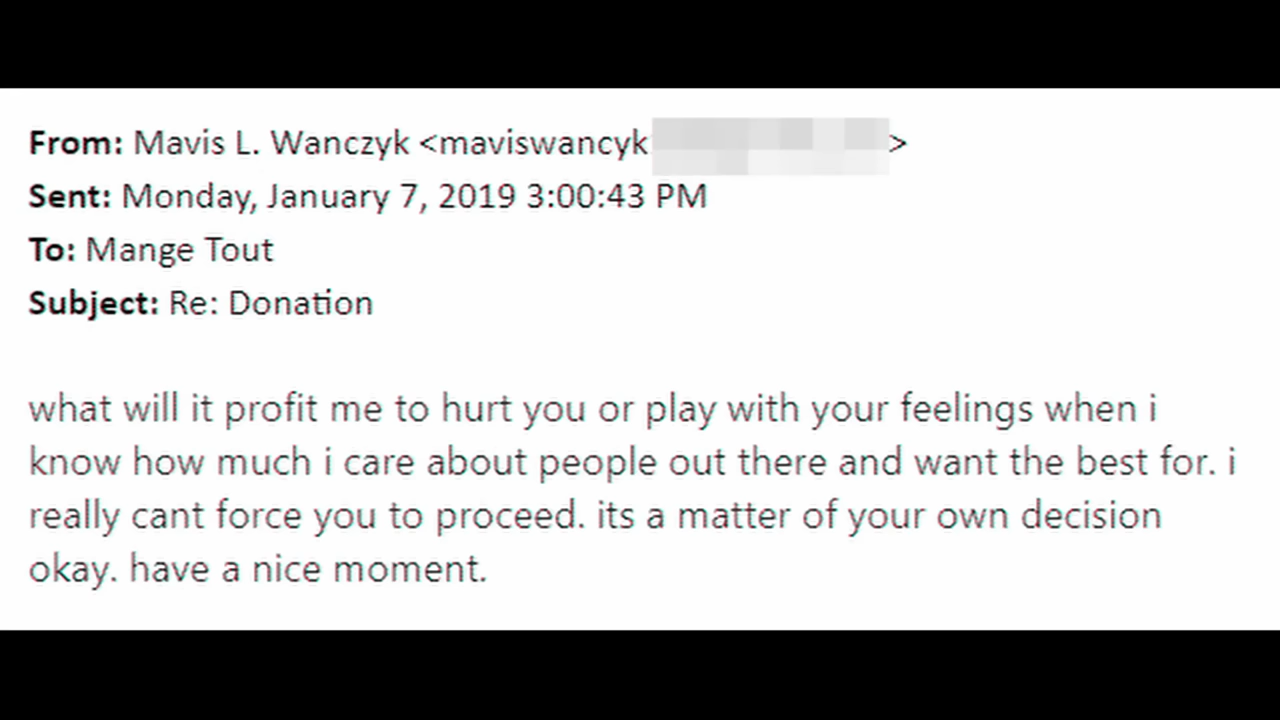 From: Mavis L. Wanczyk <maviswancyk >
Sent: Monday, January 7, 2019 3:00:43 PM
To: Mange Tout
Subject: Re: Donation
what will it profit me to hurt you or play with your feelings when i
know how much i care about people out there and want the best for. i
really cant force you to proceed. its a matter of your own decision
okay. have a nice moment.